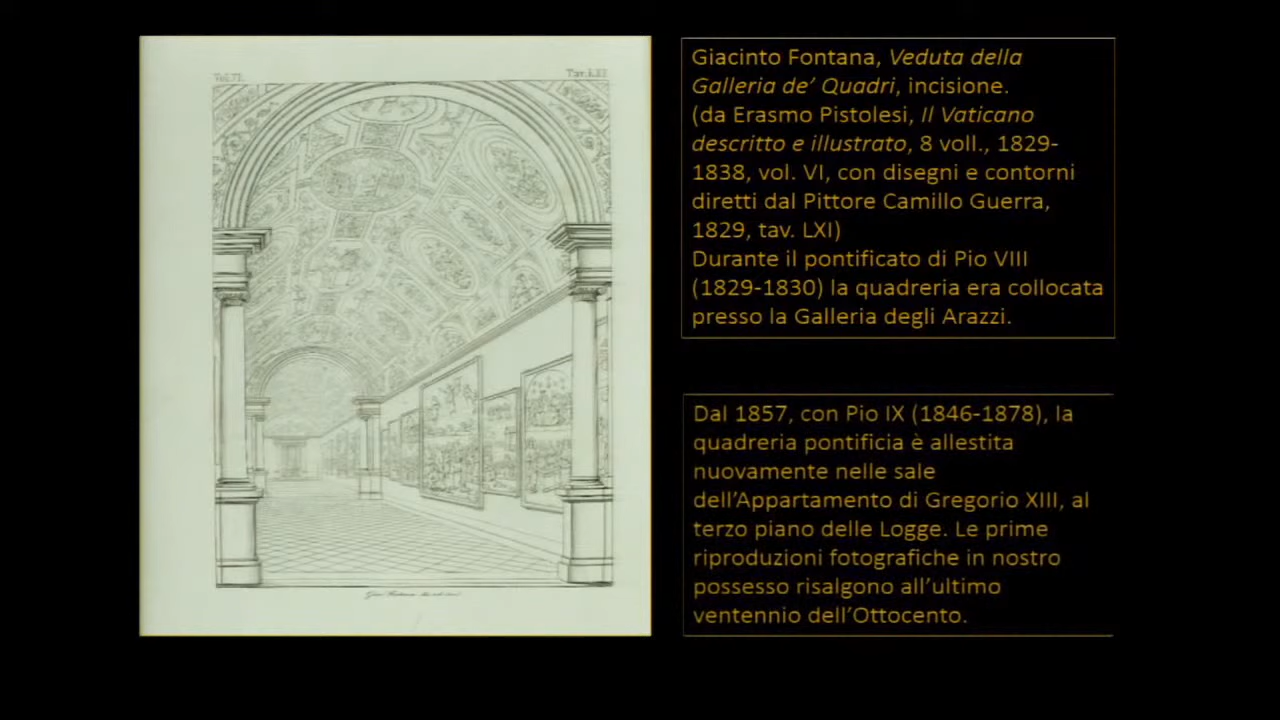 Vol. VI.
Tav. LXI
Giacinto Fontana, Veduta della
Galleria de’ Quadri, incisione.
(da Erasmo Pistolesi, Il Vaticano
descritto e illustrato, 8 voll., 1829-
1838, vol. VI, con disegni e contorni
diretti dal Pittore Camillo Guerra,
1829, tav. LXI)
Durante il pontificato di Pio VIII
(1829-1830) la quadreria era collocata
presso la Galleria degli Arazzi.
Dal 1857, con Pio IX (1846-1878), la
quadreria pontificia è allestita
nuovamente nelle sale
dell’Appartamento di Gregorio XIII, al
terzo piano delle Logge. Le prime
riproduzioni fotografiche in nostro
possesso risalgono all’ultimo
ventennio dell’Ottocento.